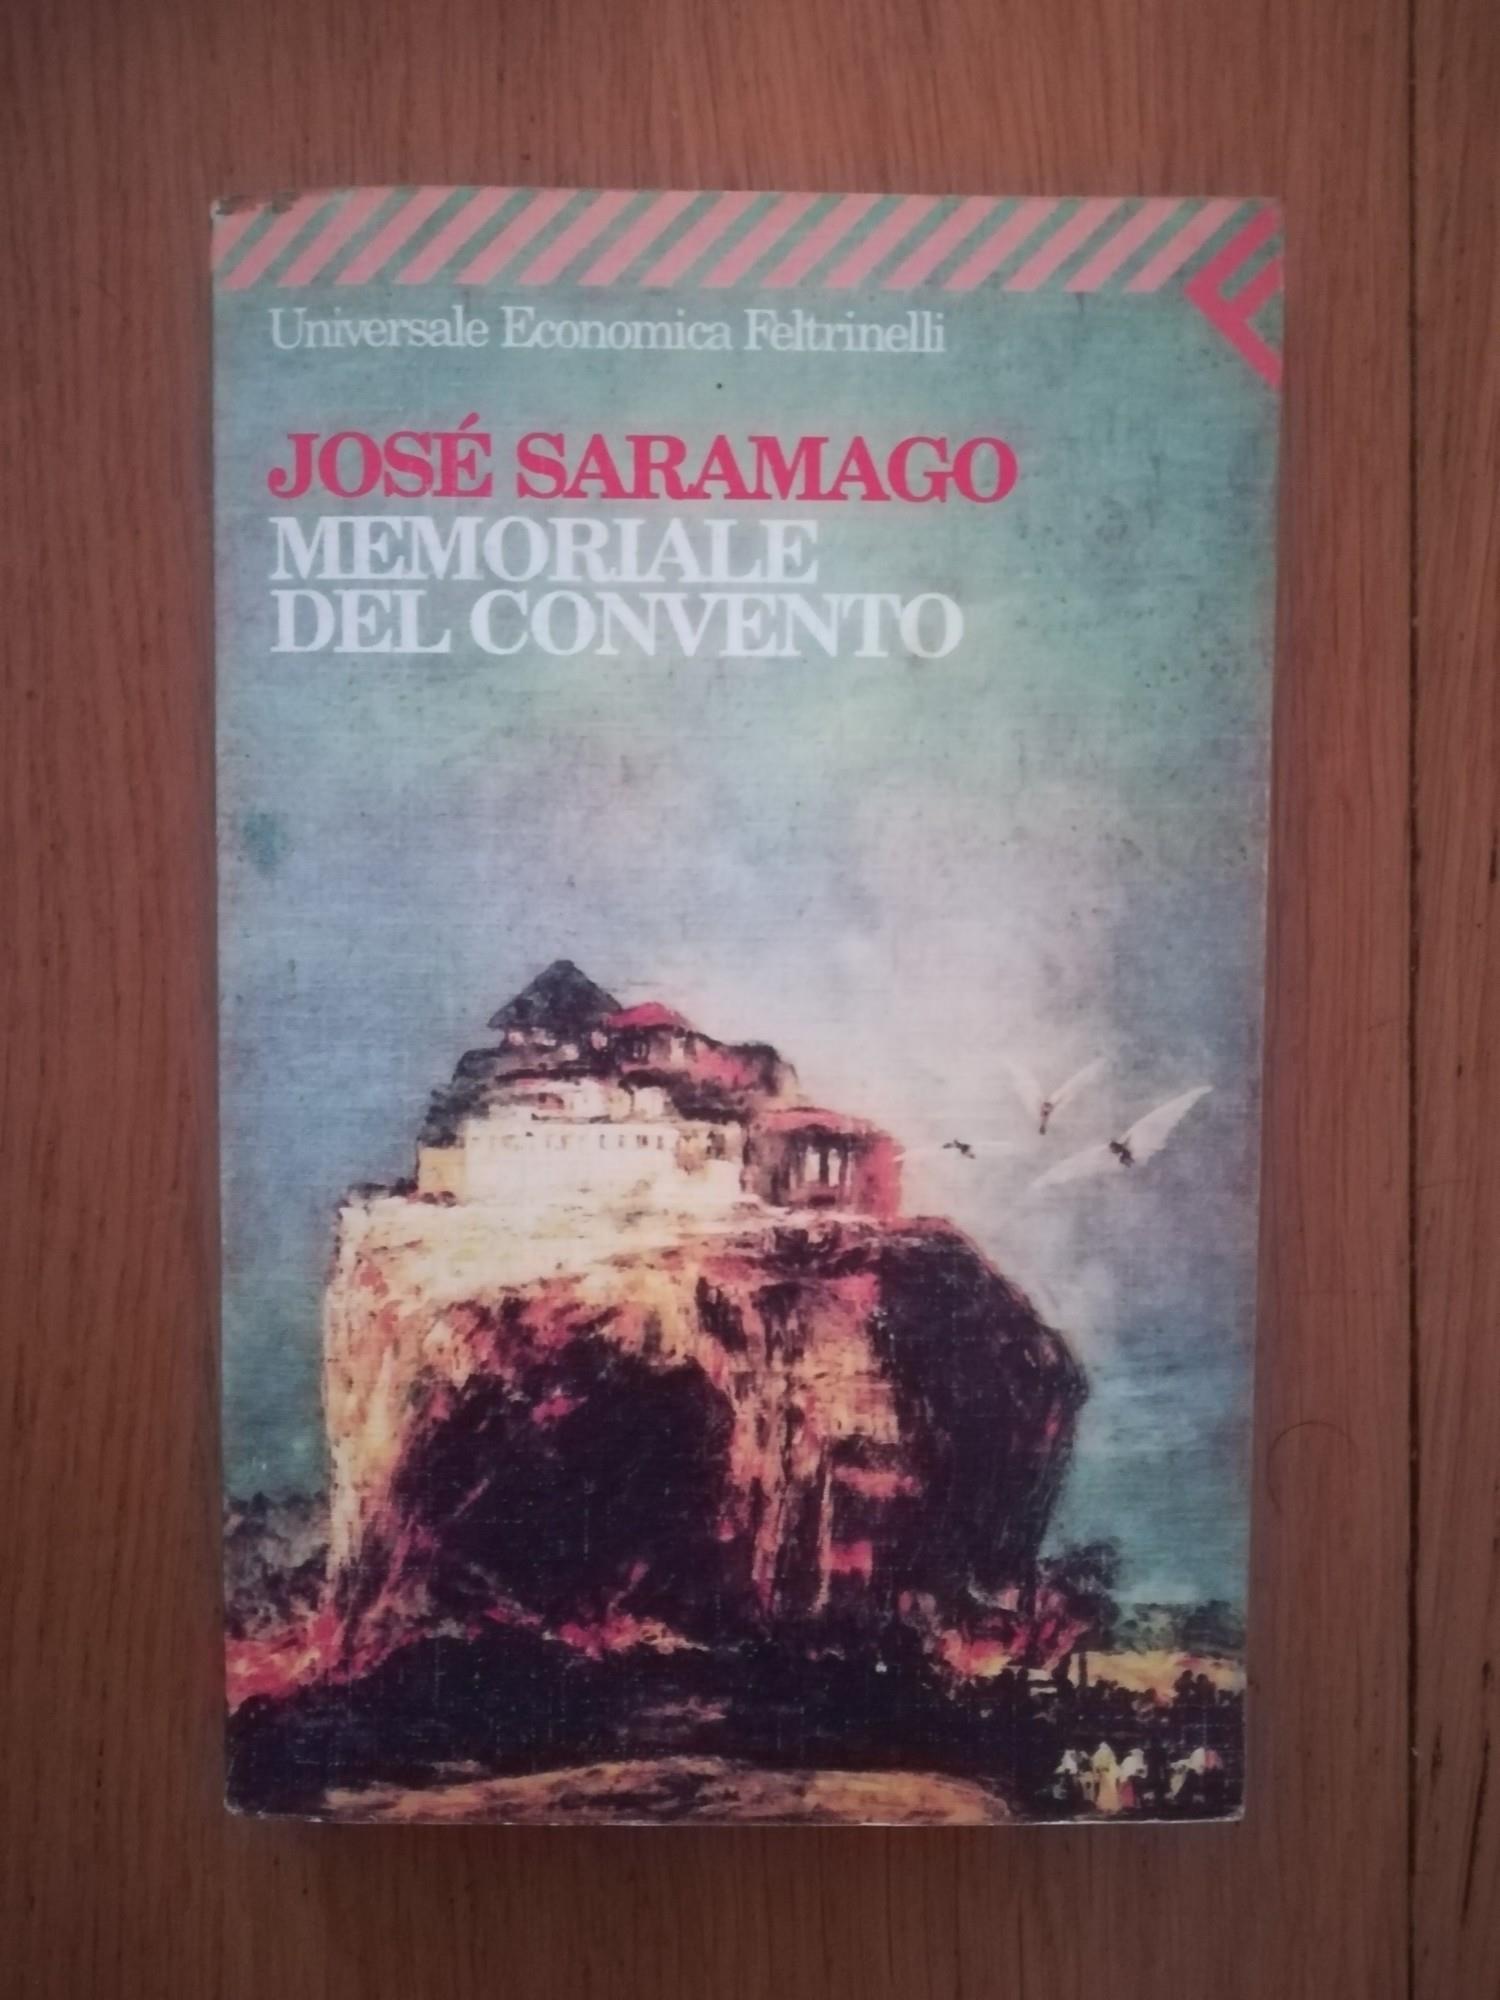 Universale Economica Feltrinelli
JOSÉ SARAMAGO
MEMORIALE
DEL CONVENTO